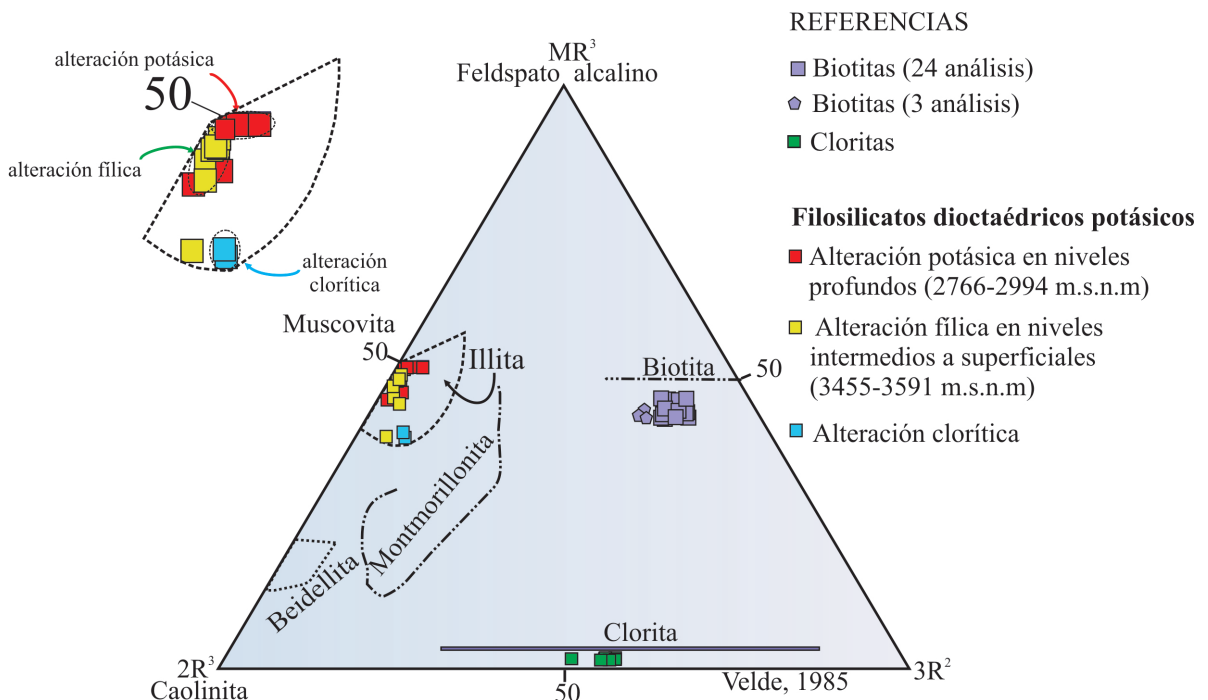 REFERENCIAS
Biotitas (24 análisis)
Biotitas (3 análisis)
Cloritas
Filosilicatos dioctaédricos potásicos
Alteración potásica en niveles
profundos (2766-2994 m.s.n.m)
Alteración fílica en niveles
intermedios a superficiales
(3455-3591 m.s.n.m)
Alteración clorítica
alteración potásica
50
alteración fílica
alteración
clorítica
MR³
Feldspato alcalino
Muscovita
50
Illita
Biotita
50
Montmorillonita
Beidellita
Clorita
2R³
Caolinita
50
Velde, 1985
3R²